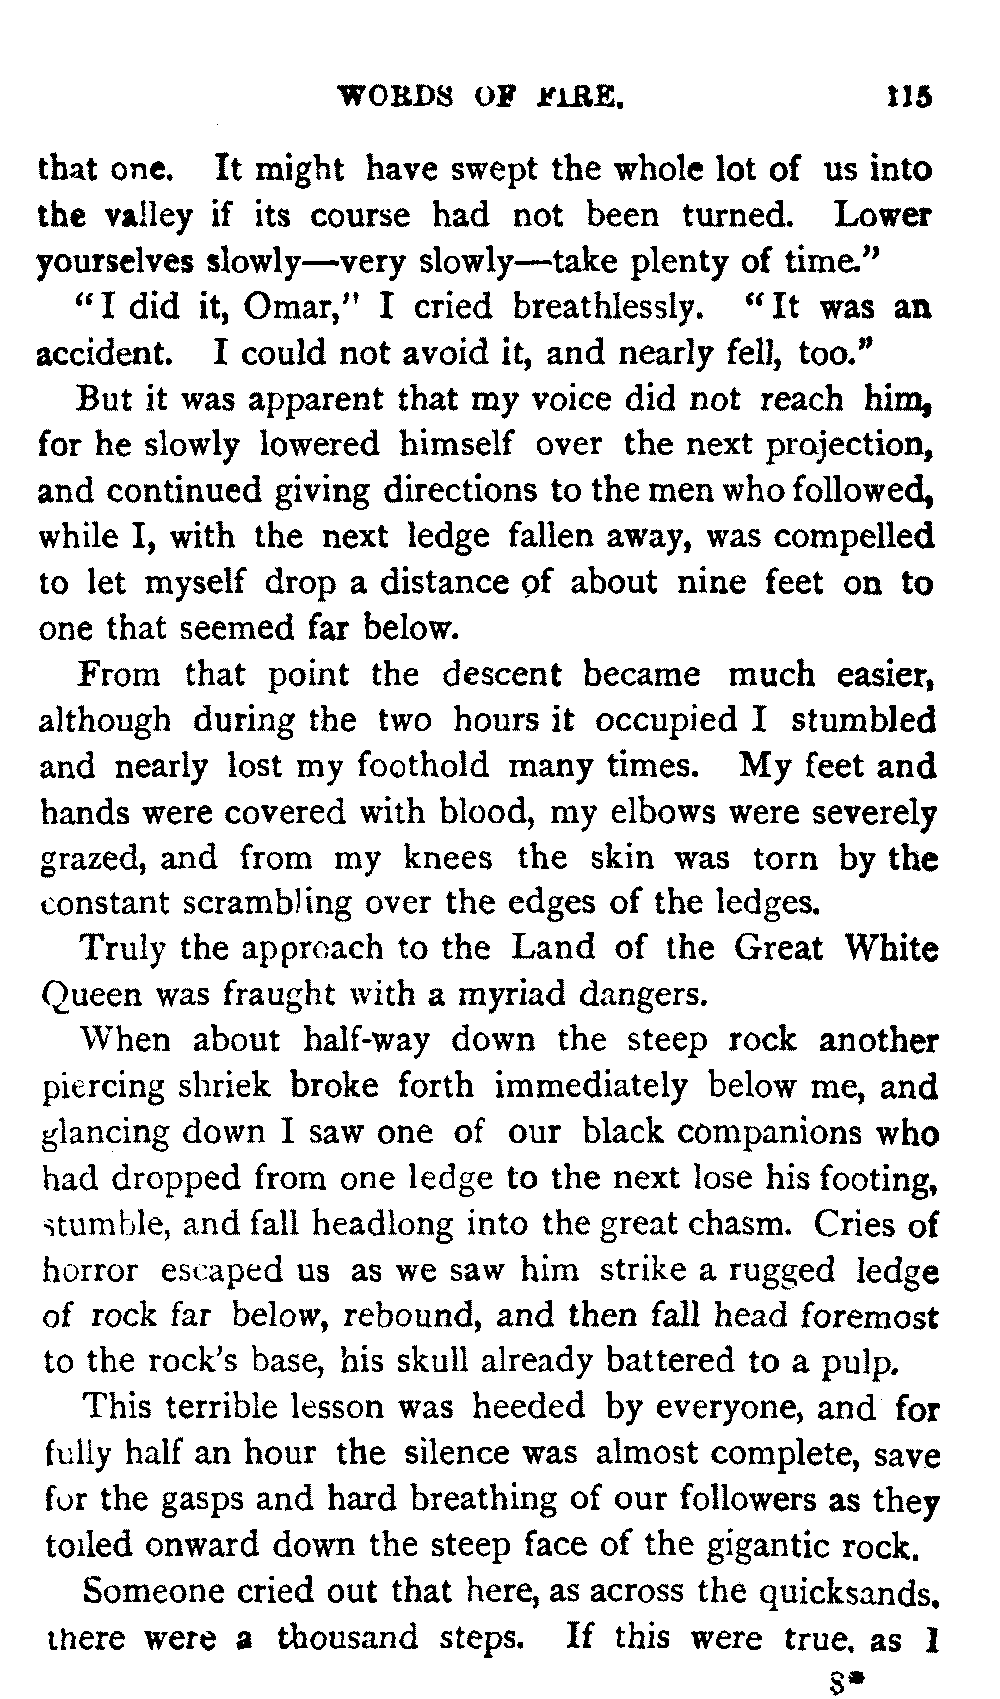 WORDS OF FIRE. 115
that one. It might have swept the whole lot of us into
the valley if its course had not been turned. Lower
yourselves slowly—very slowly—take plenty of time."
"I did it, Omar," I cried breathlessly. "It was an
accident. I could not avoid it, and nearly fell, too."
But it was apparent that my voice did not reach him,
for he slowly lowered himself over the next projection,
and continued giving directions to the men who followed,
while I, with the next ledge fallen away, was compelled
to let myself drop a distance of about nine feet on to
one that seemed far below.
From that point the descent became much easier,
although during the two hours it occupied I stumbled
and nearly lost my foothold many times. My feet and
hands were covered with blood, my elbows were severely
grazed, and from my knees the skin was torn by the
constant scrambling over the edges of the ledges.
Truly the approach to the Land of the Great White
Queen was fraught with a myriad dangers.
When about half-way down the steep rock another
piercing shriek broke forth immediately below me, and
glancing down I saw one of our black companions who
had dropped from one ledge to the next lose his footing,
stumble, and fall headlong into the great chasm. Cries of
horror escaped us as we saw him strike a rugged ledge
of rock far below, rebound, and then fall head foremost
to the rock's base, his skull already battered to a pulp.
This terrible lesson was heeded by everyone, and for
fully half an hour the silence was almost complete, save
for the gasps and hard breathing of our followers as they
toiled onward down the steep face of the gigantic rock.
Someone cried out that here, as across the quicksands,
there were a thousand steps. If this were true, as I
8*